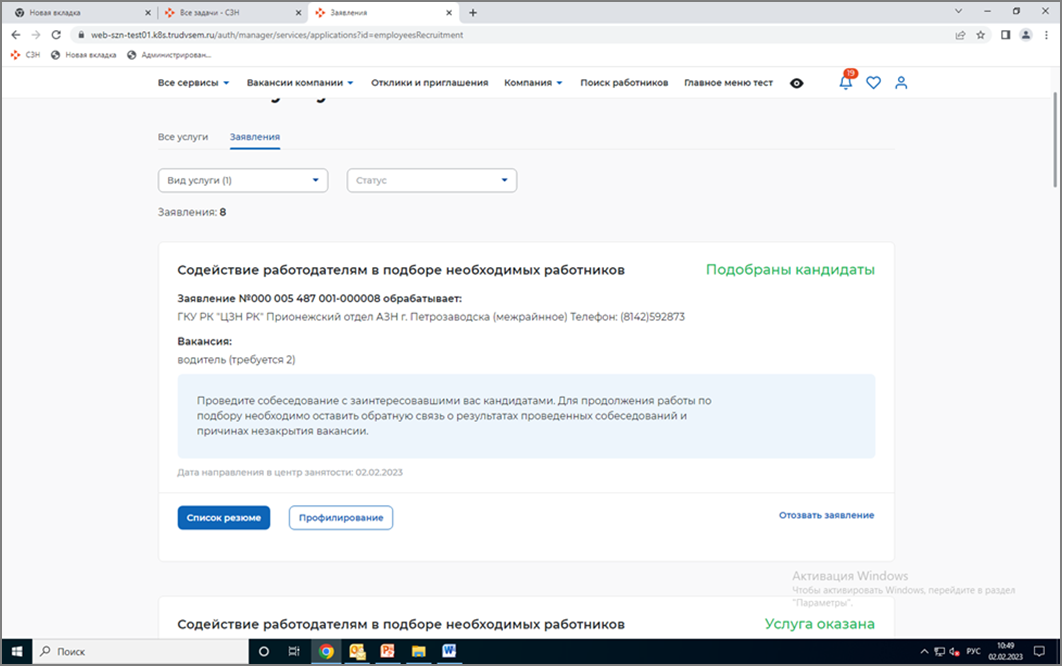 Новая вкладка
Все задачи - СЗН
Заявления
web-szn-test01.k8s.trudvsem.ru/auth/manager/services/applications?id=employeesRecruitment
СЗН
Новая вкладка
Администрирован...
Все сервисы
Вакансии компании
Отклики и приглашения
Компания
Поиск работников
Главное меню тест
19
Все услуги
Заявления
Вид услуги (1)
Статус
Заявления: 8
Содействие работодателям в подборе необходимых работников
Подобраны кандидаты
Заявление №000 005 487 001-000008 обрабатывает:
ГКУ РК "ЦЗН РК" Прионежский отдел АЗН г. Петрозаводска (межрайнное) Телефон: (8142)592873
Вакансия:
водитель (требуется 2)
Проведите собеседование с заинтересовавшими вас кандидатами. Для продолжения работы по
подбору необходимо оставить обратную связь о результатах проведенных собеседований и
причинах незакрытия вакансии.
Дата направления в центр занятости: 02.02.2023
Список резюме
Профилирование
Отозвать заявление
Активация Windows
Чтобы активировать Windows, перейдите в раздел
"Параметры".
Содействие работодателям в подборе необходимых работников
Услуга оказана
Поиск
РУС
10:49
02.02.2023